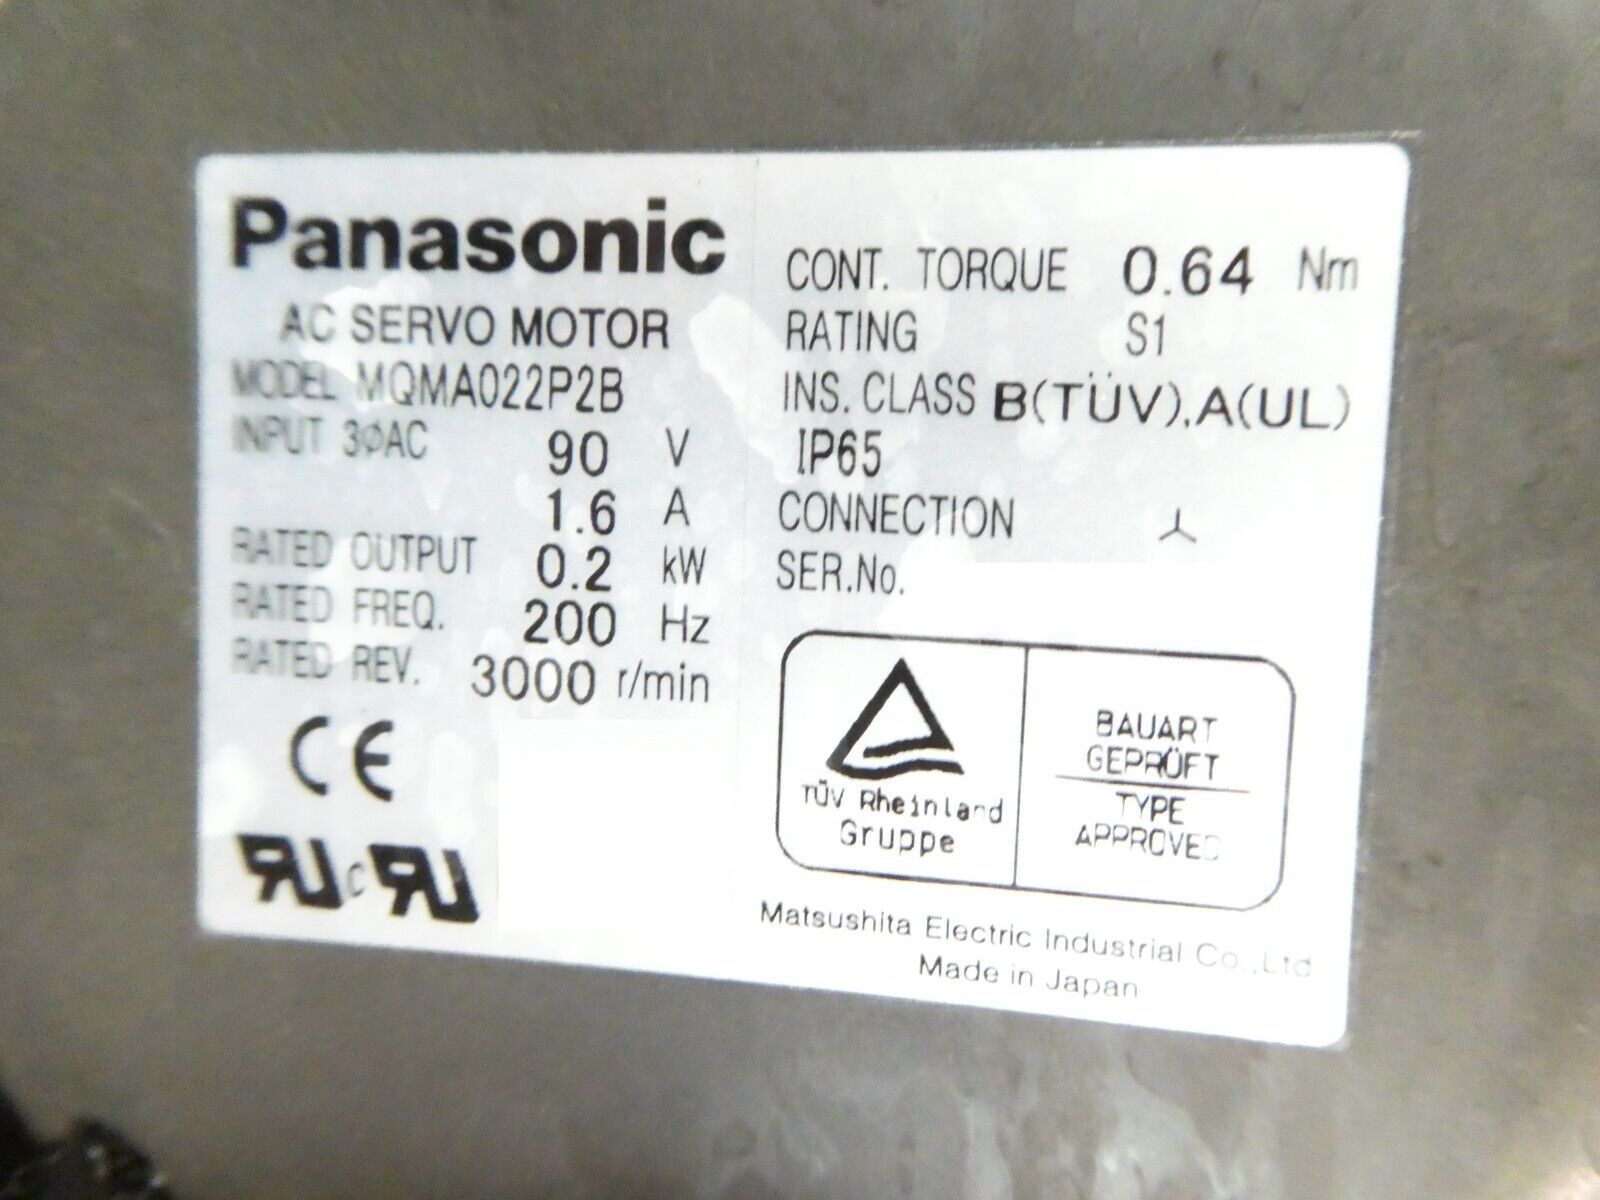 Panasonic
AC SERVO MOTOR
MODEL MQMA022P2B
INPUT 3ϕAC 90 V
1.6 A
RATED OUTPUT 0.2 kW
RATED FREQ. 200 Hz
RATED REV. 3000 r/min
CE
RU c RU
CONT. TORQUE 0.64 Nm
RATING S1
INS. CLASS B(TÜV),A(UL)
IP65
CONNECTION
SER.No.
TÜV Rheinland
Gruppe
BAUART
GEPRÜFT
TYPE
APPROVED
Matsushita Electric Industrial Co.,Ltd
Made in Japan